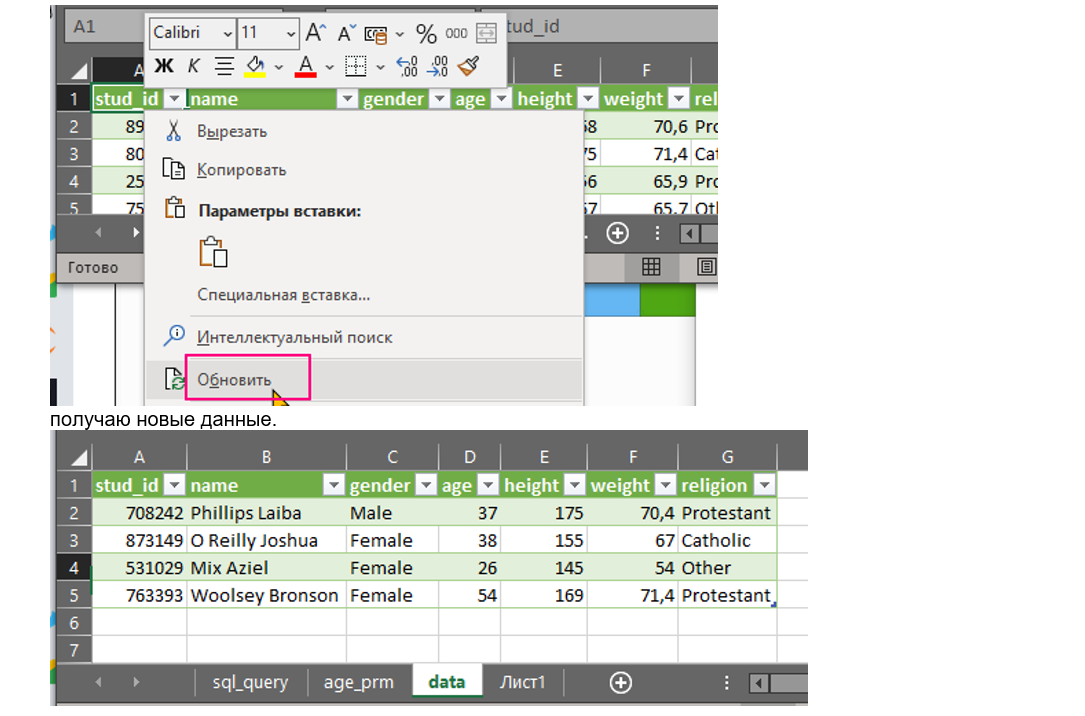 A1 stud_id
Calibri 11 A A % 000
Ж К A ,00 ,00
A E F
1 stud_id name gender age height weight rel
2 89 58 70,6 Pro
3 80 75 71,4 Cat
4 25 56 65,9 Pro
5 75 57 65,7 Oth
Вырезать
Копировать
Параметры вставки:
Специальная вставка...
Интеллектуальный поиск
Обновить
Готово
получаю новые данные.
A B C D E F G
1 stud_id name gender age height weight religion
2 708242 Phillips Laiba Male 37 175 70,4 Protestant
3 873149 O Reilly Joshua Female 38 155 67 Catholic
4 531029 Mix Aziel Female 26 145 54 Other
5 763393 Woolsey Bronson Female 54 169 71,4 Protestant
6
7
sql_query age_prm data Лист1